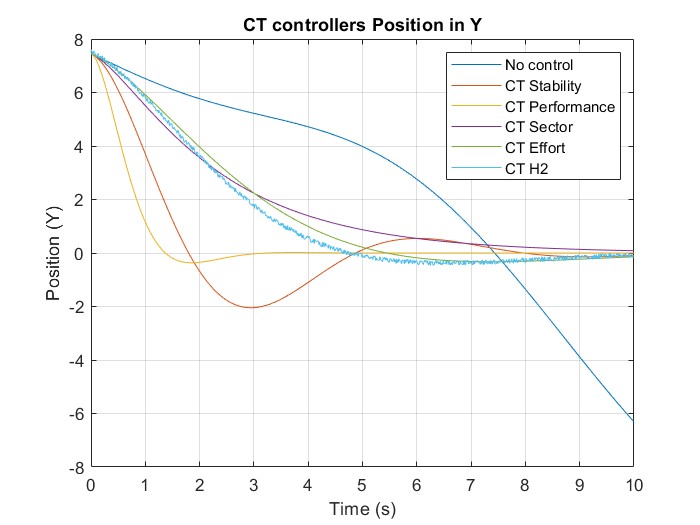 CT controllers Position in Y
8
6
4
2
0
-2
-4
-6
-8
Position (Y)
No control
CT Stability
CT Performance
CT Sector
CT Effort
CT H2
0 1 2 3 4 5 6 7 8 9 10
Time (s)